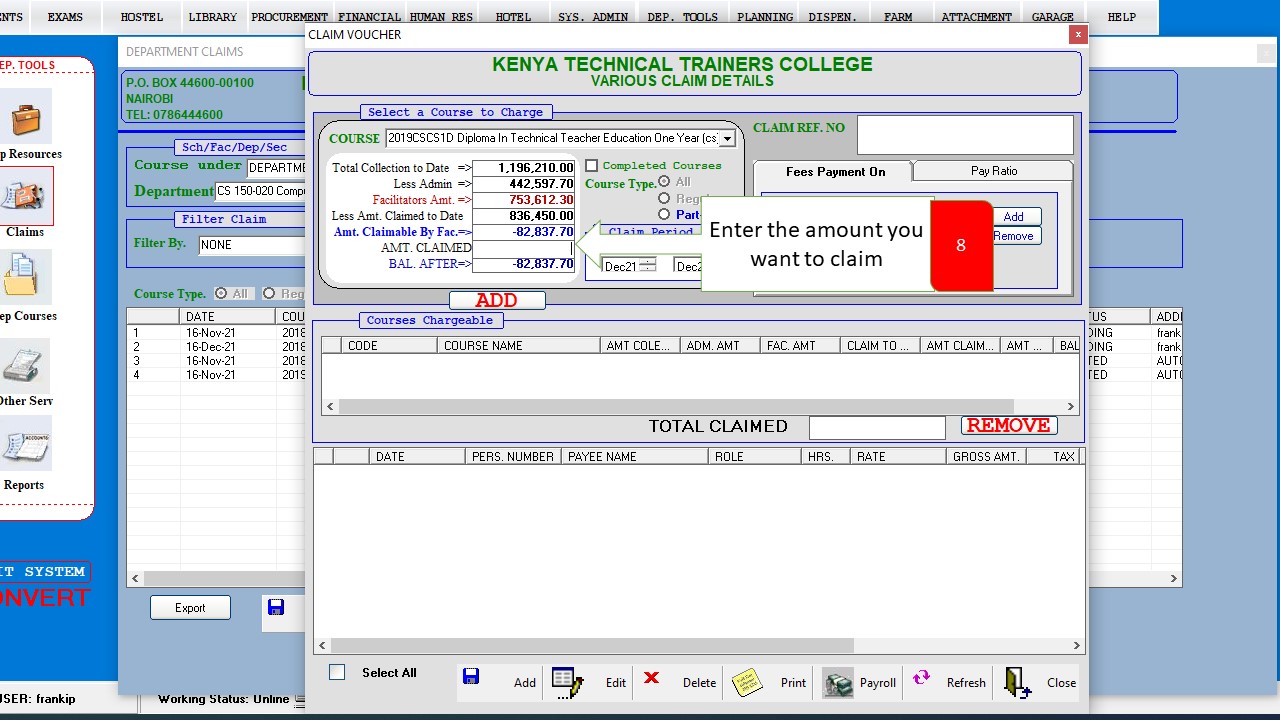 EXAMS HOSTEL LIBRARY PROCUREMENT FINANCIAL HUMAN RES HOTEL SYS. ADMIN DEP. TOOLS PLANNING DISPEN. FARM ATTACHMENT GARAGE HELP
CLAIM VOUCHER x
DEPARTMENT CLAIMS
EP. TOOLS
p Resources
Claims
ep Courses
Other Serv
Reports
IT SYSTEM
ONVERT
P.O. BOX 44600-00100
NAIROBI
TEL: 0786444600
Sch/Fac/Dep/Sec
Course under DEPARTME
Department CS 150-020 Compu
Filter Claim
Filter By. NONE
Course Type. All Reg
DATE COU
1 16-Nov-21 2018
2 16-Dec-21 2018
3 16-Nov-21 2018
4 16-Nov-21 2019
Export
KENYA TECHNICAL TRAINERS COLLEGE
VARIOUS CLAIM DETAILS
Select a Course to Charge
COURSE 2019CSCS1D Diploma In Technical Teacher Education One Year (cs
Total Collection to Date => 1,196,210.00
Less Admin => 442,597.70
Facilitators Amt. => 753,612.30
Less Amt. Claimed to Date 836,450.00
Amt. Claimable By Fac.=> -82,837.70
AMT. CLAIMED
BAL. AFTER=> -82,837.70
Completed Courses
Course Type. All
Reg
Part-
Claim Period
Dec21 Dec2
CLAIM REF. NO
Fees Payment On Pay Ratio
Add
Remove
Enter the amount you
want to claim
8
ADD
Courses Chargeable
CODE COURSE NAME AMT COLE... ADM. AMT FAC. AMT CLAIM TO ... AMT CLAIM... AMT ... BAL
TOTAL CLAIMED REMOVE
DATE PERS. NUMBER PAYEE NAME ROLE HRS. RATE GROSS AMT. TAX
TUS ADDI
DING frank
DING frank
TED AUTO
TED AUTO
Select All Add Edit Delete Print Payroll Refresh Close
USER: frankip Working Status: Online